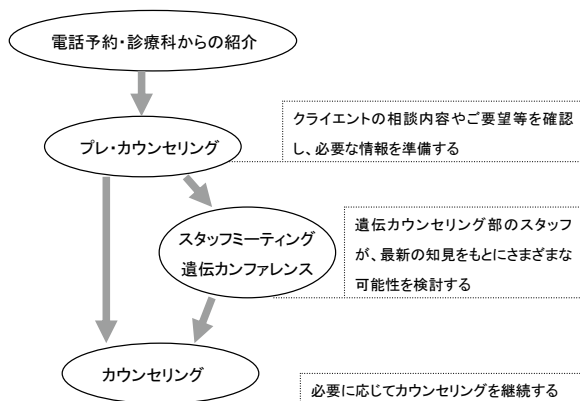 電話予約・診療科からの紹介
プレ・カウンセリング
クライエントの相談内容やご要望等を確認
し、必要な情報を準備する
スタッフミーティング
遺伝カンファレンス
遺伝カウンセリング部のスタッフ
が、最新の知見をもとにさまざまな
可能性を検討する
カウンセリング
必要に応じてカウンセリングを継続する